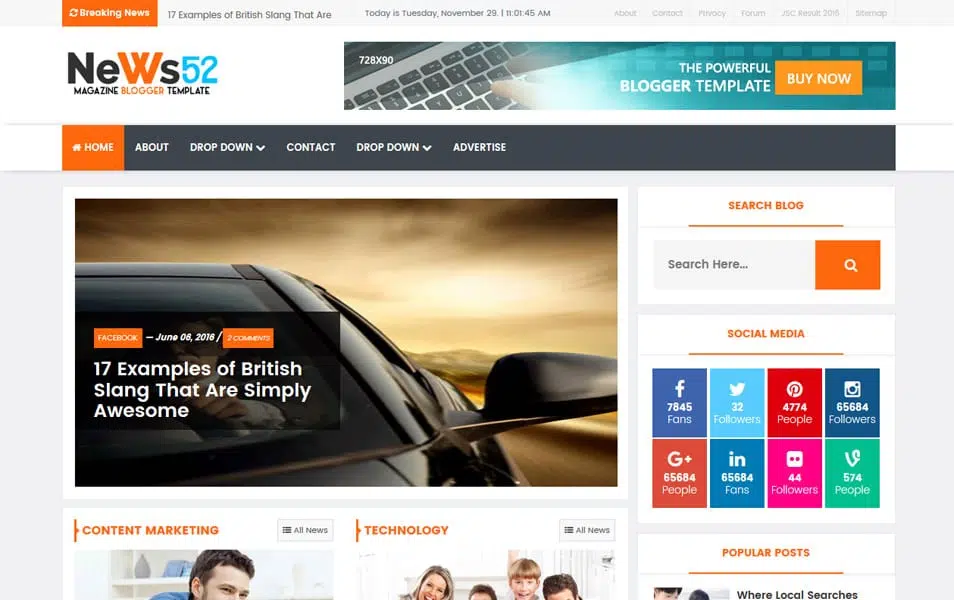 Breaking News
17 Examples of British Slang That Are
Today is Tuesday, November 29. | 11:01:45 AM
About
Contact
Privacy
Forum
JSC Result 2016
Sitemap
NeWs52
MAGAZINE BLOGGER TEMPLATE
728X90
THE POWERFUL
BLOGGER TEMPLATE
BUY NOW
HOME
ABOUT
DROP DOWN
CONTACT
DROP DOWN
ADVERTISE
FACEBOOK — June 06, 2016 / 2 COMMENTS
17 Examples of British
Slang That Are Simply
Awesome
SEARCH BLOG
Search Here...
SOCIAL MEDIA
7845
Fans
32
Followers
4774
People
65684
Followers
65684
People
65684
Fans
44
Followers
574
People
CONTENT MARKETING
All News
TECHNOLOGY
All News
POPULAR POSTS
Where Local Searches